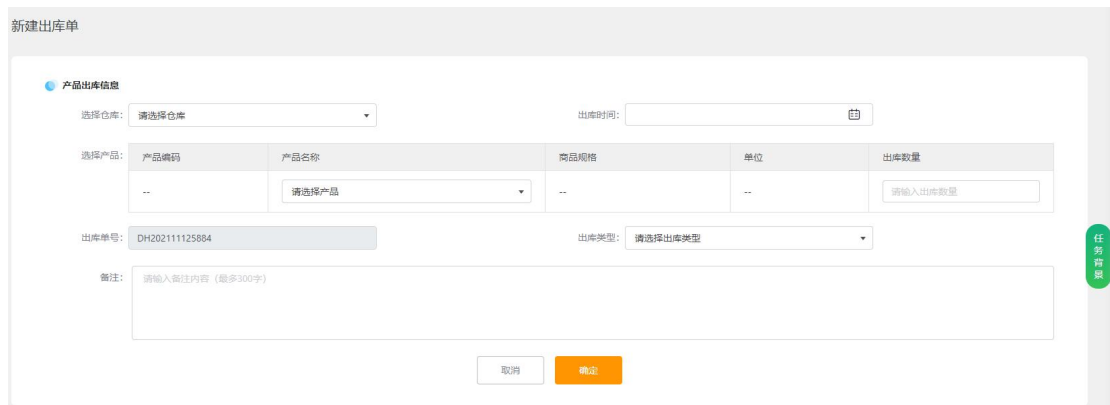 新建出库单
产品出库信息
选择仓库: 请选择仓库 出库时间:
选择产品: 产品编码 产品名称 商品规格 单位 出库数量
-- 请选择产品 -- -- 请输入出库数量
出库单号: DH202111125884 出库类型: 请选择出库类型
备注: 请输入备注内容（最多300字）
取消 确定
任务背景